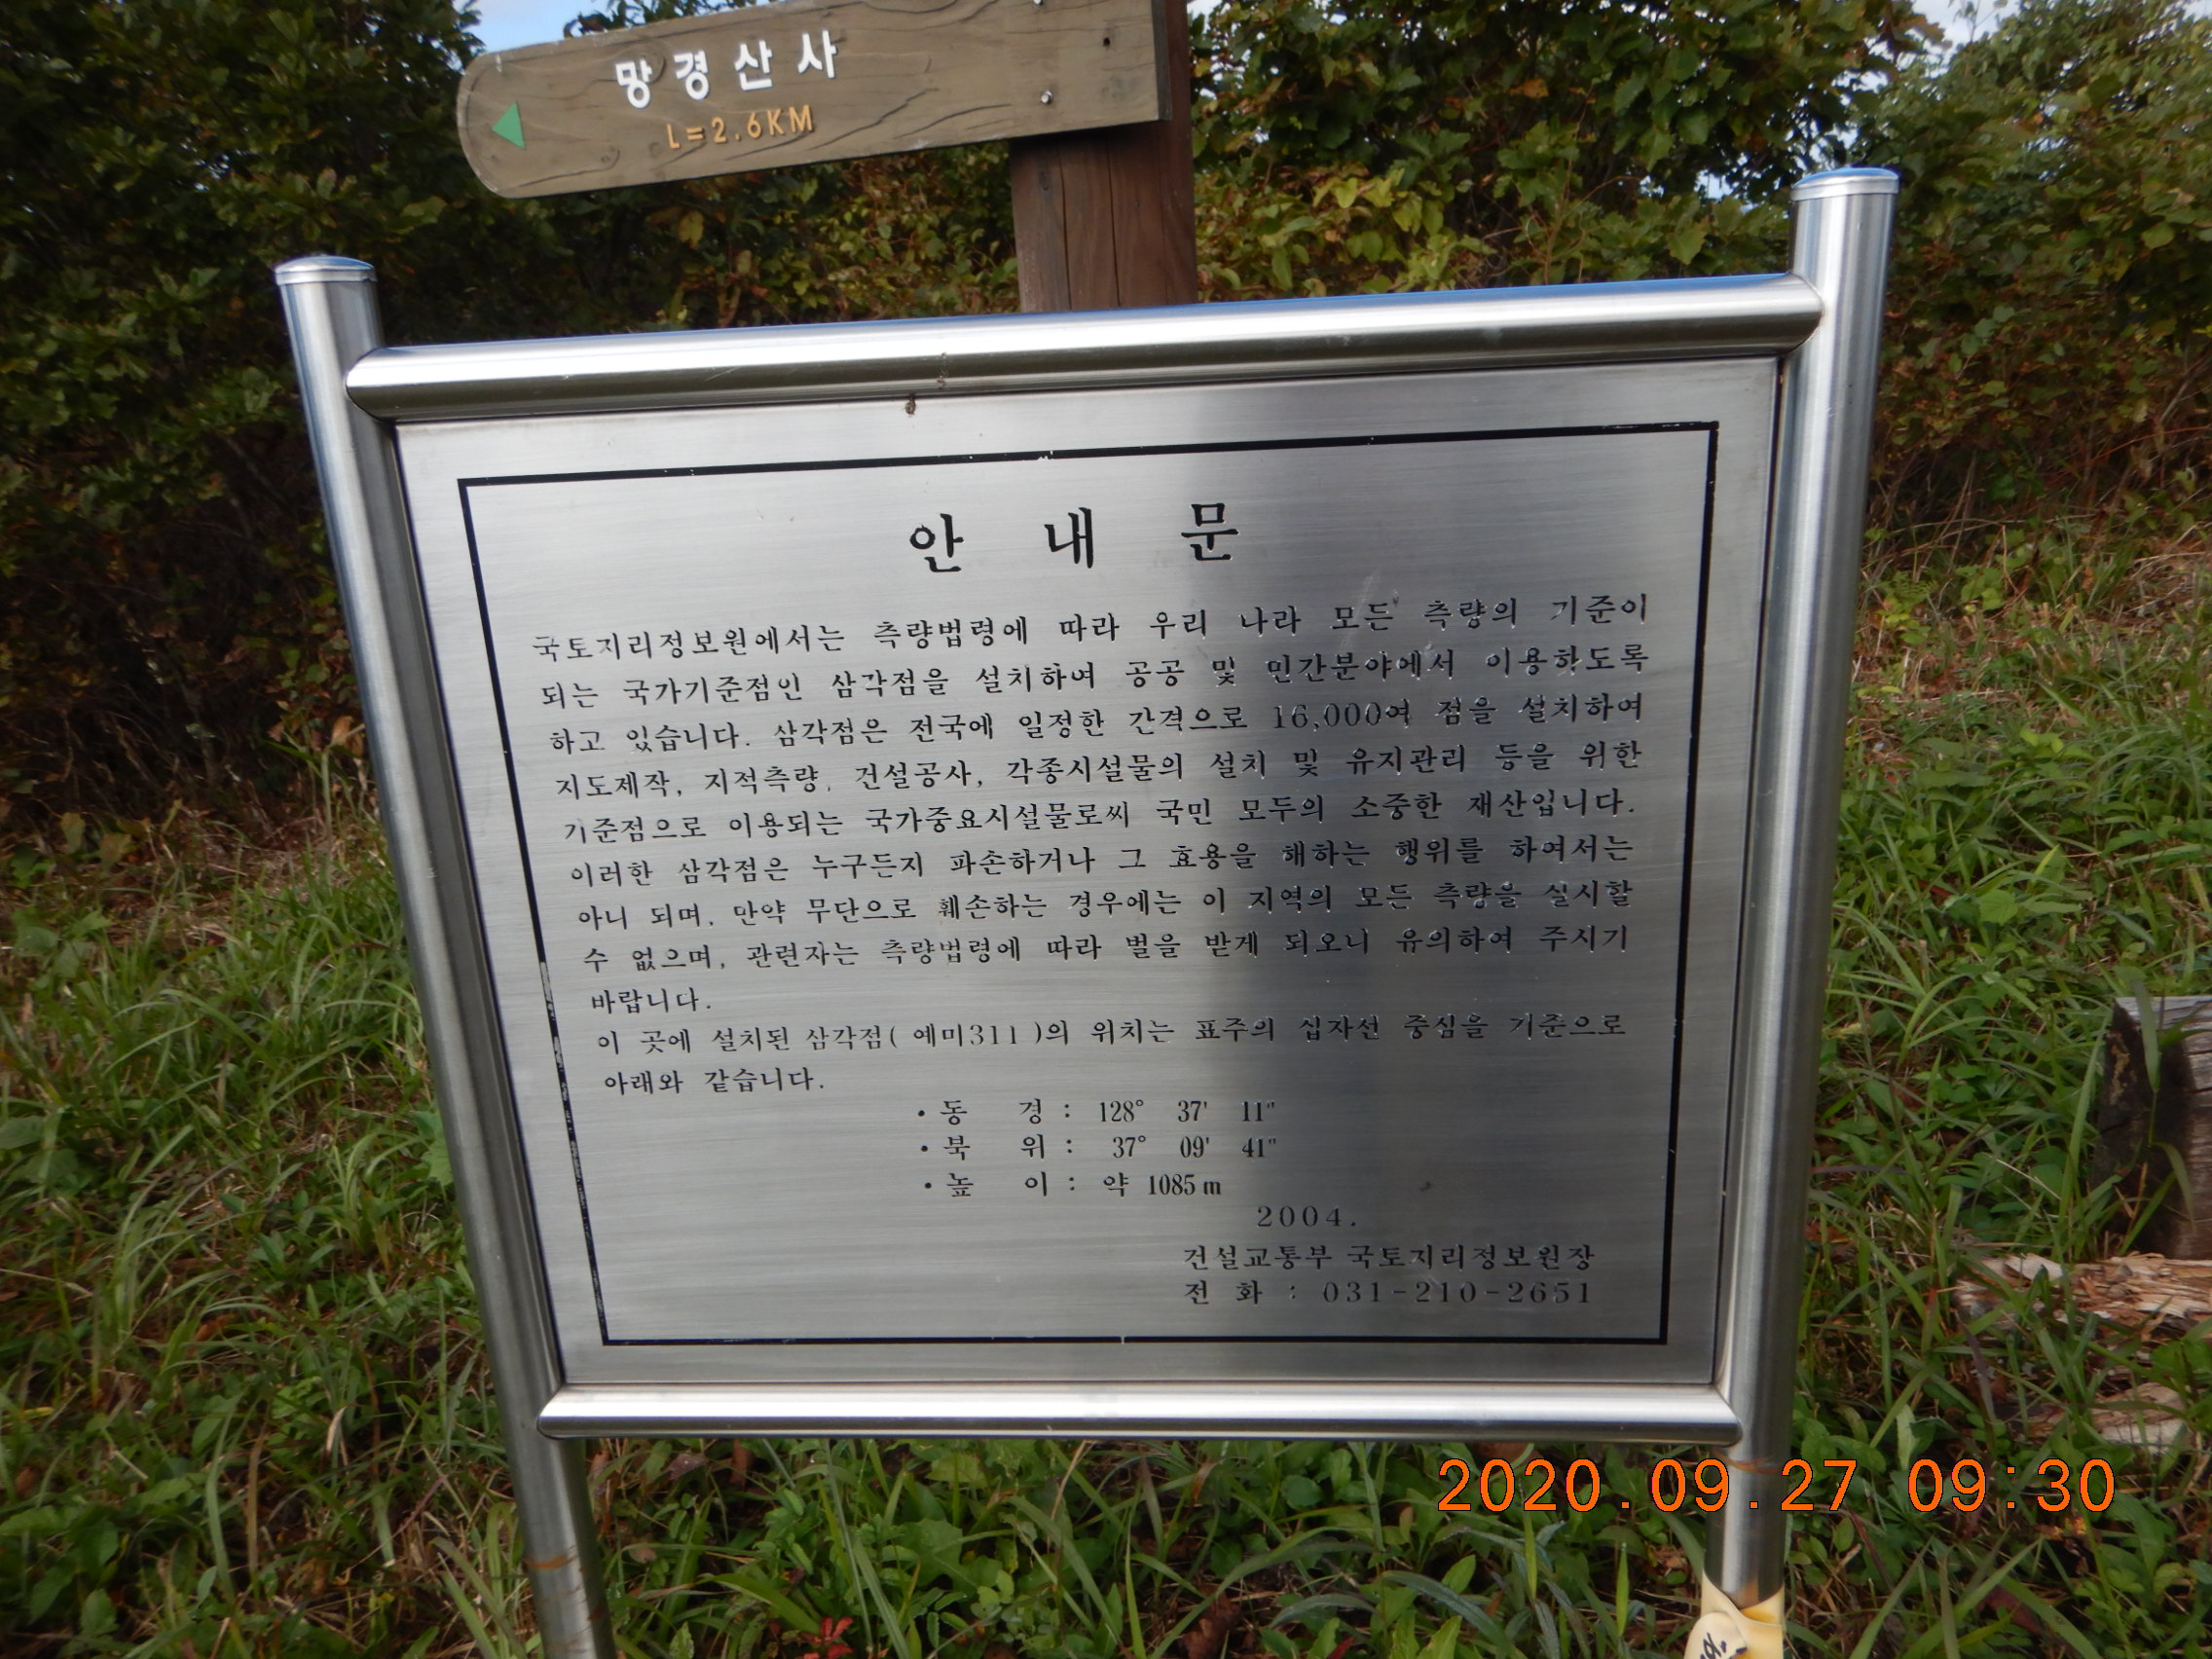 망경산사
L=2.6KM
안 내 문
국토지리정보원에서는 측량법령에 따라 우리 나라 모든 측량의 기준이
되는 국가기준점인 삼각점을 설치하여 공공 및 민간분야에서 이용하도록
하고 있습니다. 삼각점은 전국에 일정한 간격으로 16,000여 점을 설치하여
지도제작, 지적측량, 건설공사, 각종시설물의 설치 및 유지관리 등을 위한
기준점으로 이용되는 국가중요시설물로써 국민 모두의 소중한 재산입니다.
이러한 삼각점은 누구든지 파손하거나 그 효용을 해하는 행위를 하여서는
아니 되며, 만약 무단으로 훼손하는 경우에는 이 지역의 모든 측량을 실시할
수 없으며, 관련자는 측량법령에 따라 벌을 받게 되오니 유의하여 주시기
바랍니다.
이 곳에 설치된 삼각점( 예미311 )의 위치는 표주의 십자선 중심을 기준으로
아래와 같습니다.
• 동 경 : 128° 37' 11"
• 북 위 : 37° 09' 41"
• 높 이 : 약 1085 m
2004.
건설교통부 국토지리정보원장
전 화 : 031-210-2651
2020.09.27 09:30